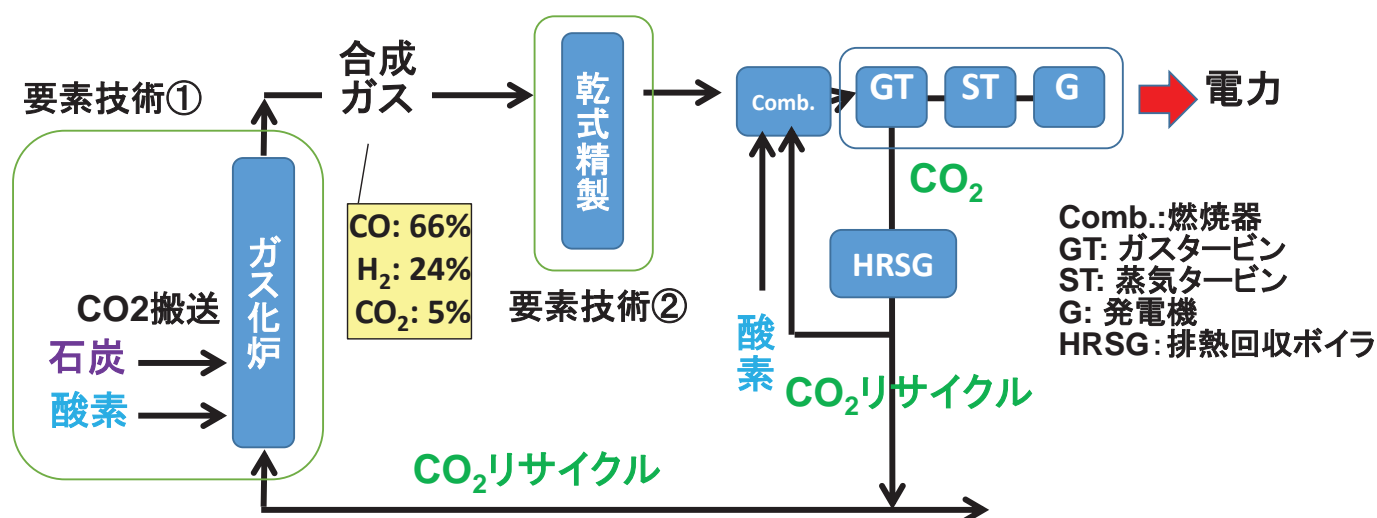 要素技術①
合成
ガス
乾式精製
Comb.
GT
ST
G
電力
CO2
CO: 66%
H2: 24%
CO2: 5%
ガス化炉
要素技術②
HRSG
CO2搬送
石炭
酸素
酸素
CO2リサイクル
CO2リサイクル
Comb.:燃焼器
GT: ガスタービン
ST: 蒸気タービン
G: 発電機
HRSG:排熱回収ボイラ